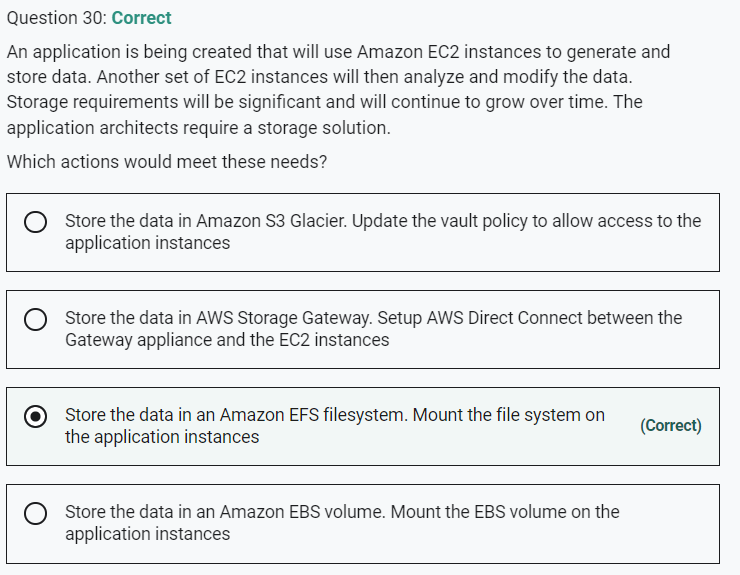 Question 30: Correct
An application is being created that will use Amazon EC2 instances to generate and
store data. Another set of EC2 instances will then analyze and modify the data.
Storage requirements will be significant and will continue to grow over time. The
application architects require a storage solution.
Which actions would meet these needs?
Store the data in Amazon S3 Glacier. Update the vault policy to allow access to the
application instances
Store the data in AWS Storage Gateway. Setup AWS Direct Connect between the
Gateway appliance and the EC2 instances
Store the data in an Amazon EFS filesystem. Mount the file system on
the application instances
(Correct)
Store the data in an Amazon EBS volume. Mount the EBS volume on the
application instances